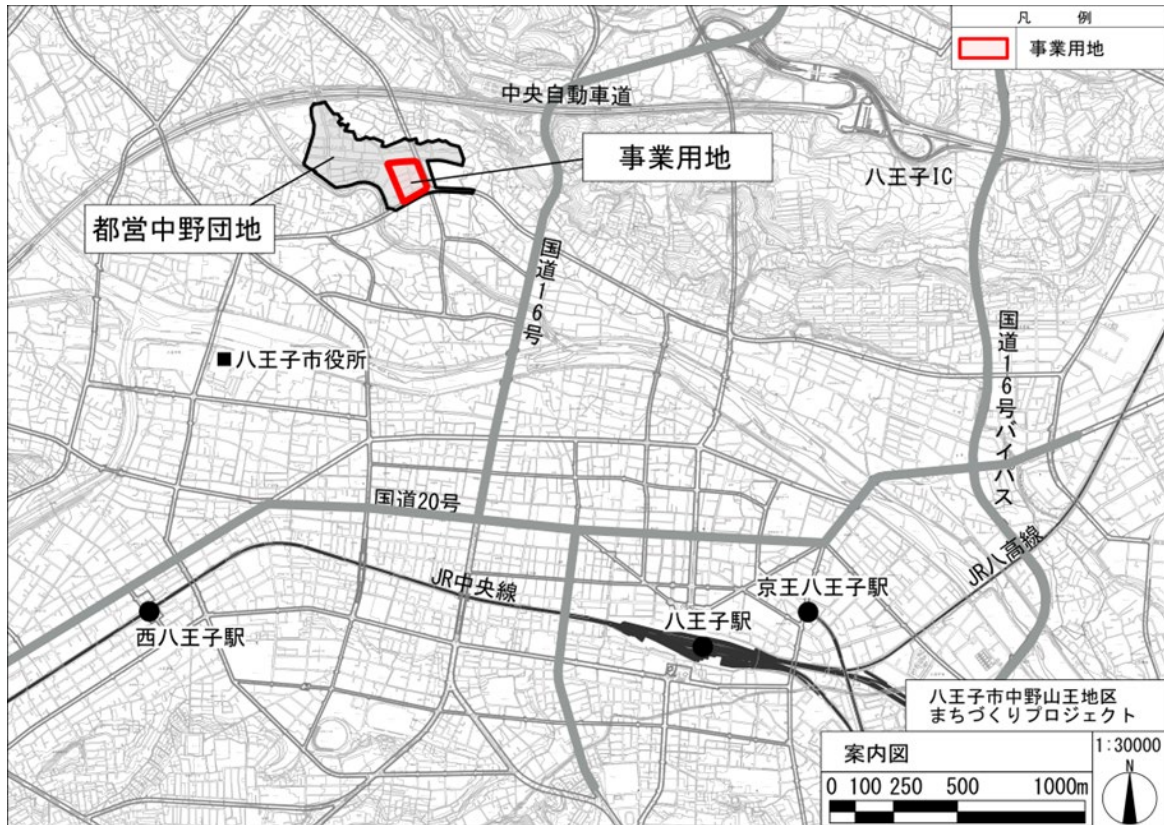 凡 例
事業用地
中央自動車道
事業用地
八王子IC
都営中野団地
国道16号
国道16号バイパス
■八王子市役所
国道20号
JR中央線
JR八高線
京王八王子駅
八王子駅
西八王子駅
八王子市中野山王地区
まちづくりプロジェクト
案内図
1:30000
0 100 250 500 1000m
N